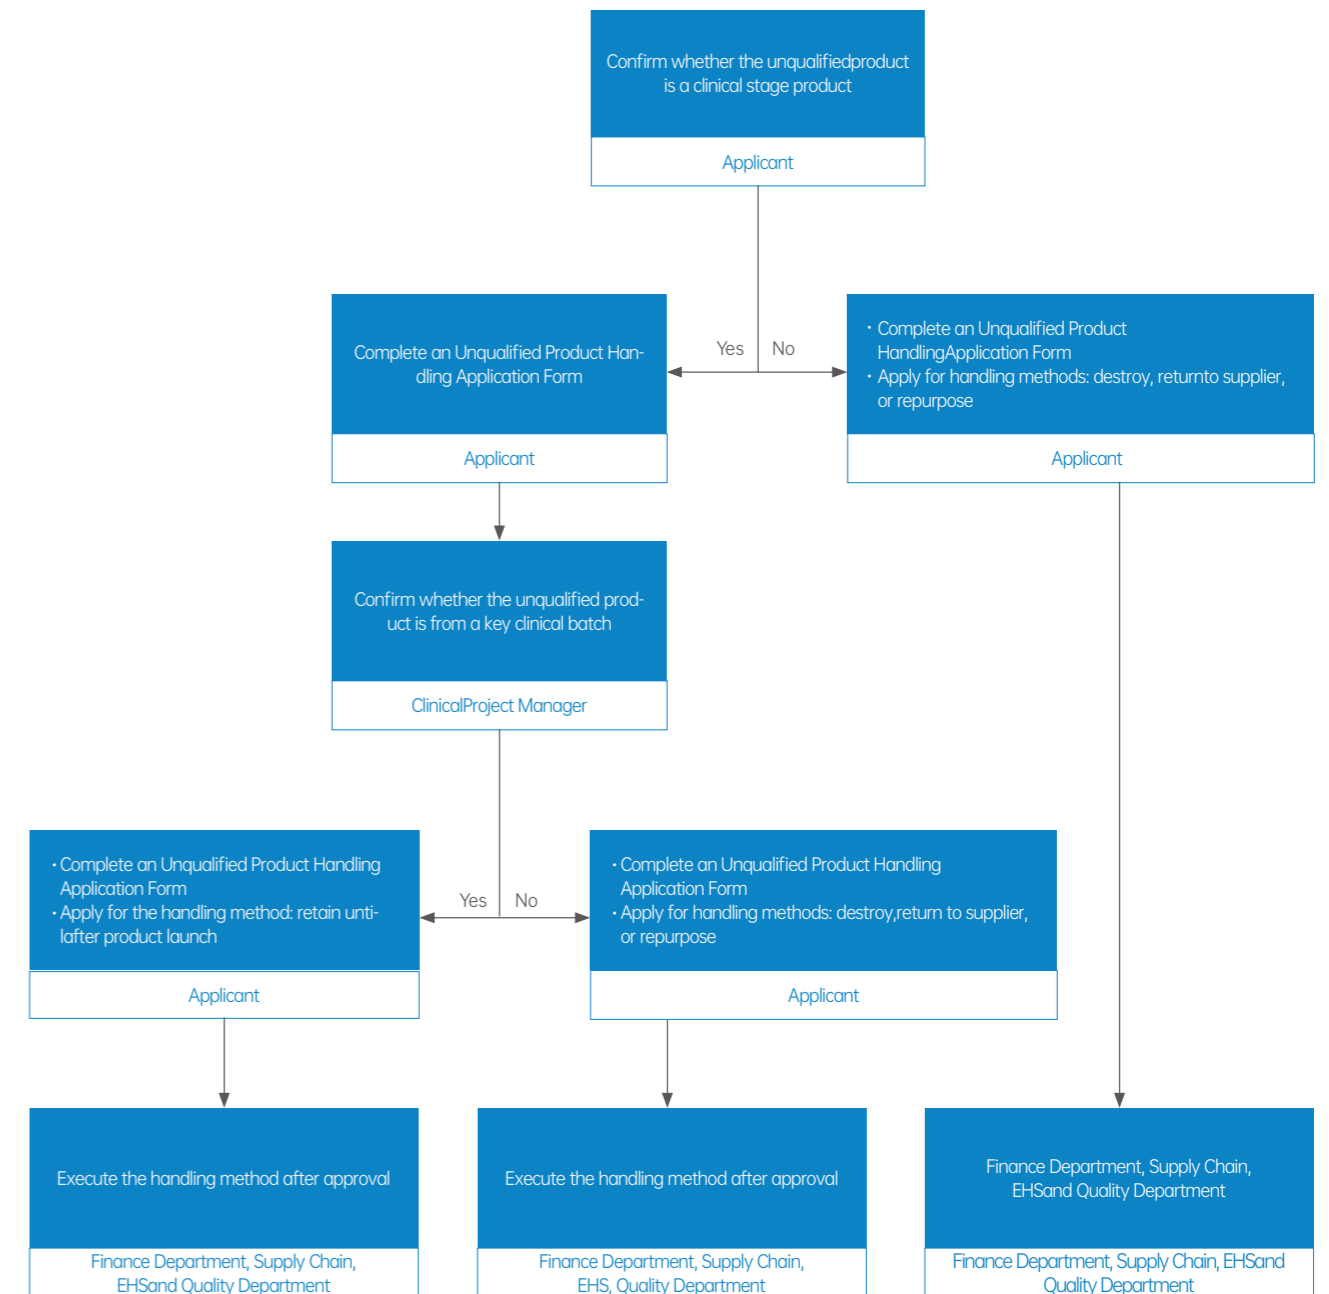 Confirm whether the unqualifiedproduct
is a clinical stage product
Applicant
Yes
No
Complete an Unqualified Product Han-
dling Application Form
Applicant
· Complete an Unqualified Product
HandlingApplication Form
· Apply for handling methods: destroy, returnto supplier,
or repurpose
Applicant
Confirm whether the unqualified prod-
uct is from a key clinical batch
ClinicalProject Manager
Yes
No
· Complete an Unqualified Product Handling
Application Form
· Apply for the handling method: retain unti-
lafter product launch
Applicant
· Complete an Unqualified Product Handling
Application Form
· Apply for handling methods: destroy,return to supplier,
or repurpose
Applicant
Execute the handling method after approval
Finance Department, Supply Chain,
EHSand Quality Department
Execute the handling method after approval
Finance Department, Supply Chain,
EHS, Quality Department
Finance Department, Supply Chain,
EHSand Quality Department
Finance Department, Supply Chain, EHSand
Quality Department